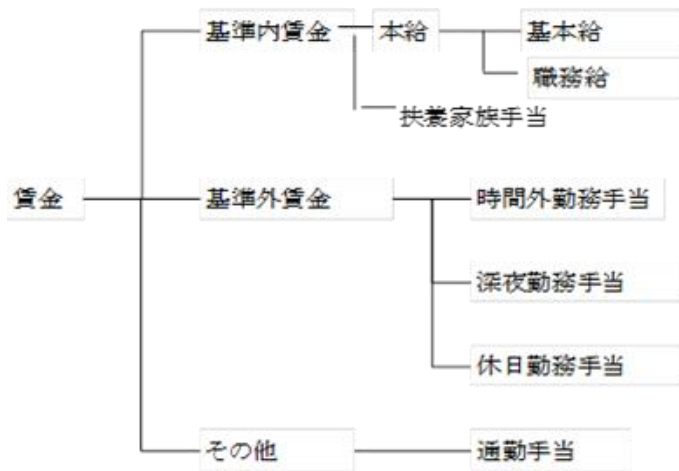 基準内賃金 本給 基本給
職務給
扶養家族手当
賃金 基準外賃金 時間外勤務手当
深夜勤務手当
休日勤務手当
その他 通勤手当